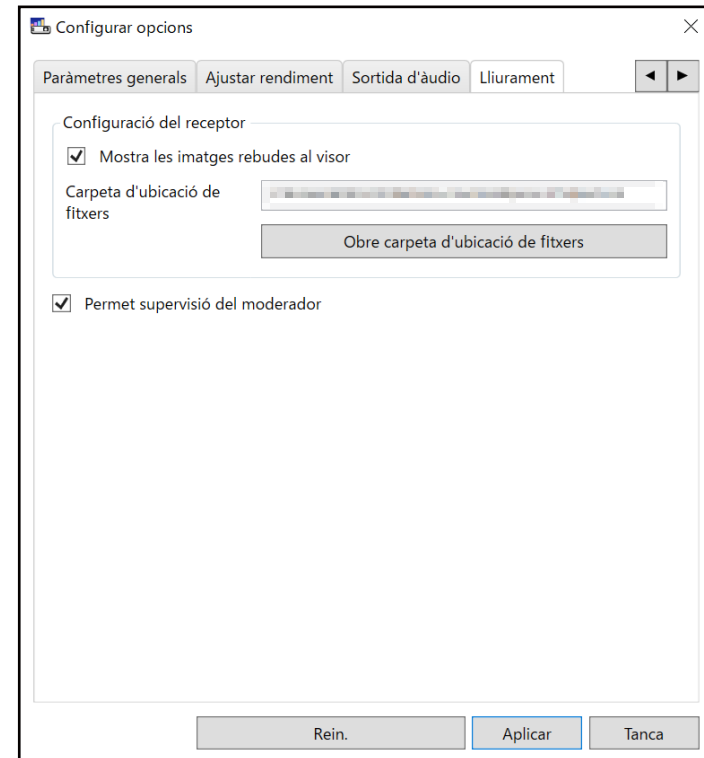 Configurar opcions
Paràmetres generals
Ajustar rendiment
Sortida d'àudio
Lliurament
Configuració del receptor
Mostra les imatges rebudes al visor
Carpeta d'ubicació de
fitxers
Obre carpeta d'ubicació de fitxers
Permet supervisió del moderador
Rein.
Aplicar
Tanca